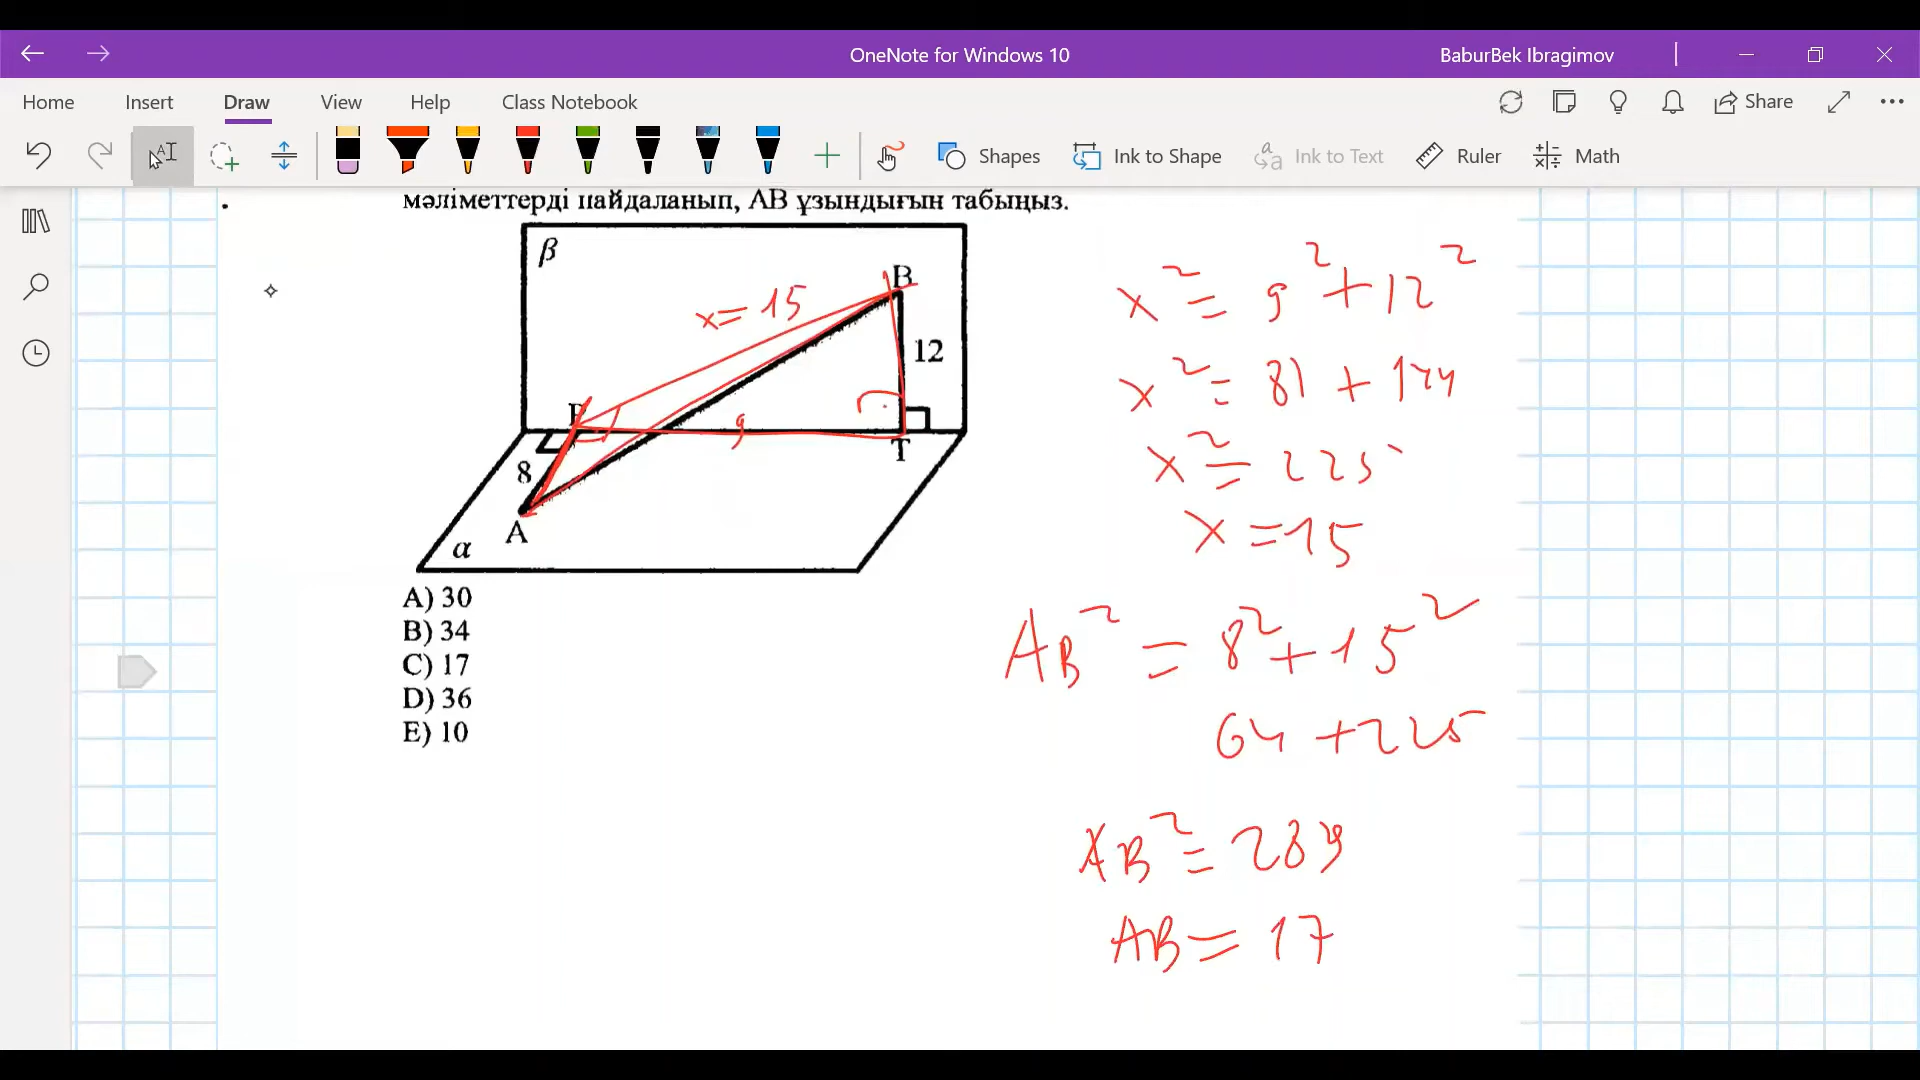 OneNote for Windows 10
BaburBek Ibragimov
Home Insert Draw View Help Class Notebook
Share
Shapes Ink to Shape Ink to Text Ruler Math
мәліметтерді пайдаланып, АВ ұзындығын табыңыз.
β
B
x = 15
12
9
T
8
A
α
A) 30
B) 34
C) 17
D) 36
E) 10
x² = 9² + 12²
x² = 81 + 144
x² = 225
x = 15
AB² = 8² + 15²
64 + 225
AB² = 289
AB = 17